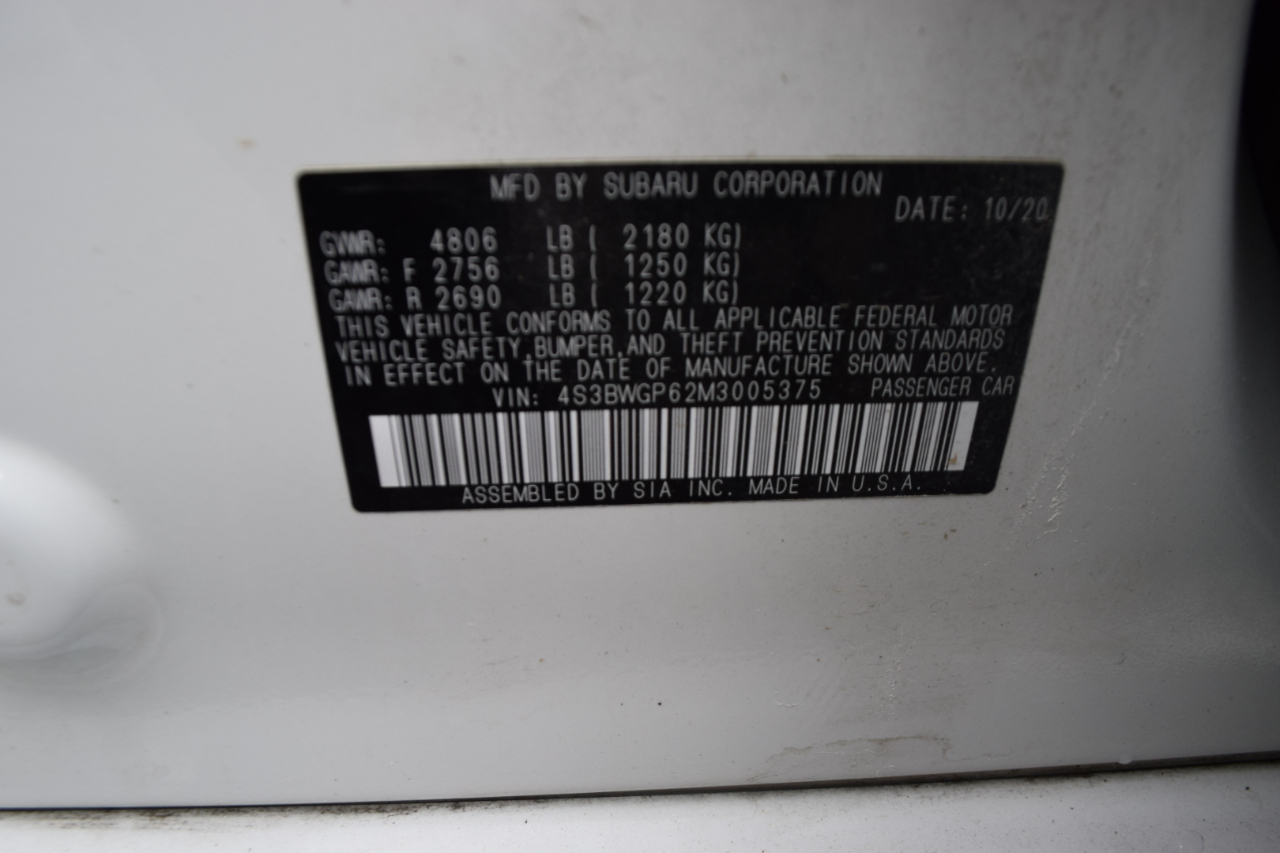 MFD BY SUBARU CORPORATION
DATE: 10/20
GVWR: 4806 LB ( 2180 KG)
GAWR: F 2756 LB ( 1250 KG)
GAWR: R 2690 LB ( 1220 KG)
THIS VEHICLE CONFORMS TO ALL APPLICABLE FEDERAL MOTOR
VEHICLE SAFETY,BUMPER,AND THEFT PREVENTION STANDARDS
IN EFFECT ON THE DATE OF MANUFACTURE SHOWN ABOVE.
VIN: 4S3BWGP62M3005375 PASSENGER CAR
ASSEMBLED BY SIA INC. MADE IN U.S.A.